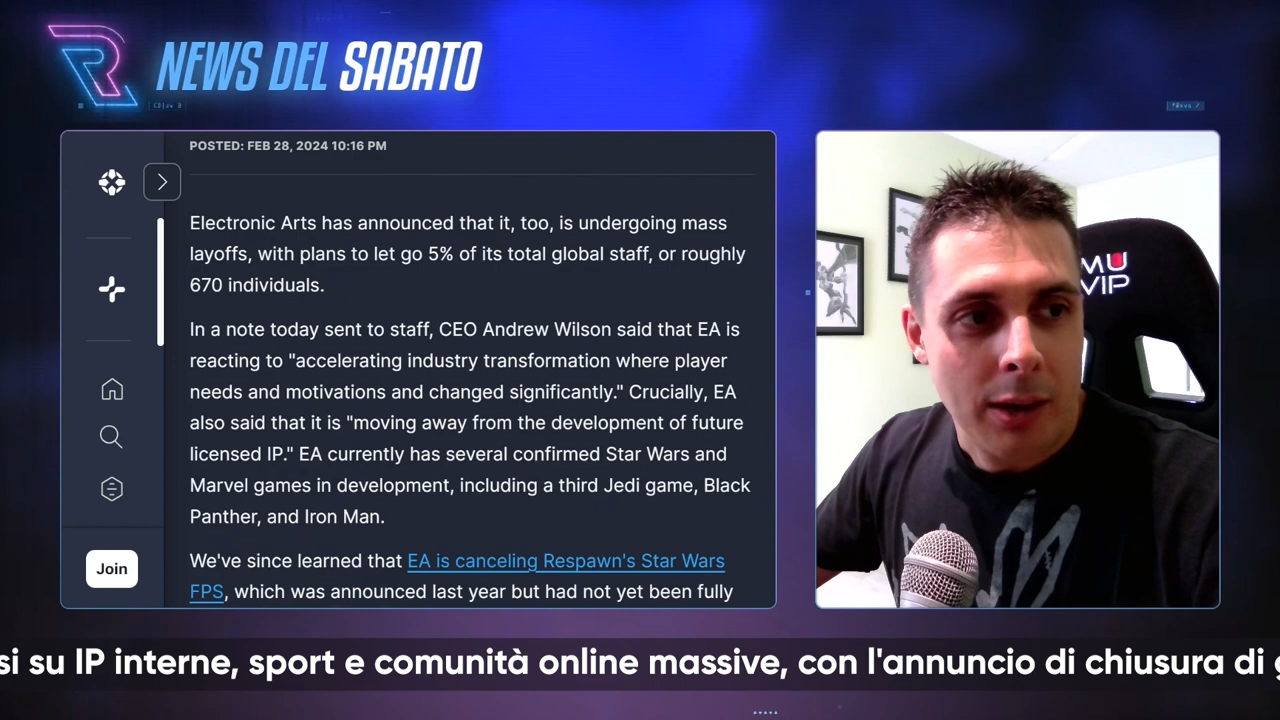 NEWS DEL SABATO
POSTED: FEB 28, 2024 10:16 PM
Electronic Arts has announced that it, too, is undergoing mass
layoffs, with plans to let go 5% of its total global staff, or roughly
670 individuals.
In a note today sent to staff, CEO Andrew Wilson said that EA is
reacting to "accelerating industry transformation where player
needs and motivations and changed significantly." Crucially, EA
also said that it is "moving away from the development of future
licensed IP." EA currently has several confirmed Star Wars and
Marvel games in development, including a third Jedi game, Black
Panther, and Iron Man.
We've since learned that EA is canceling Respawn's Star Wars
FPS, which was announced last year but had not yet been fully
Join
MU
VIP
si su IP interne, sport e comunità online massive, con l'annuncio di chiusura di g